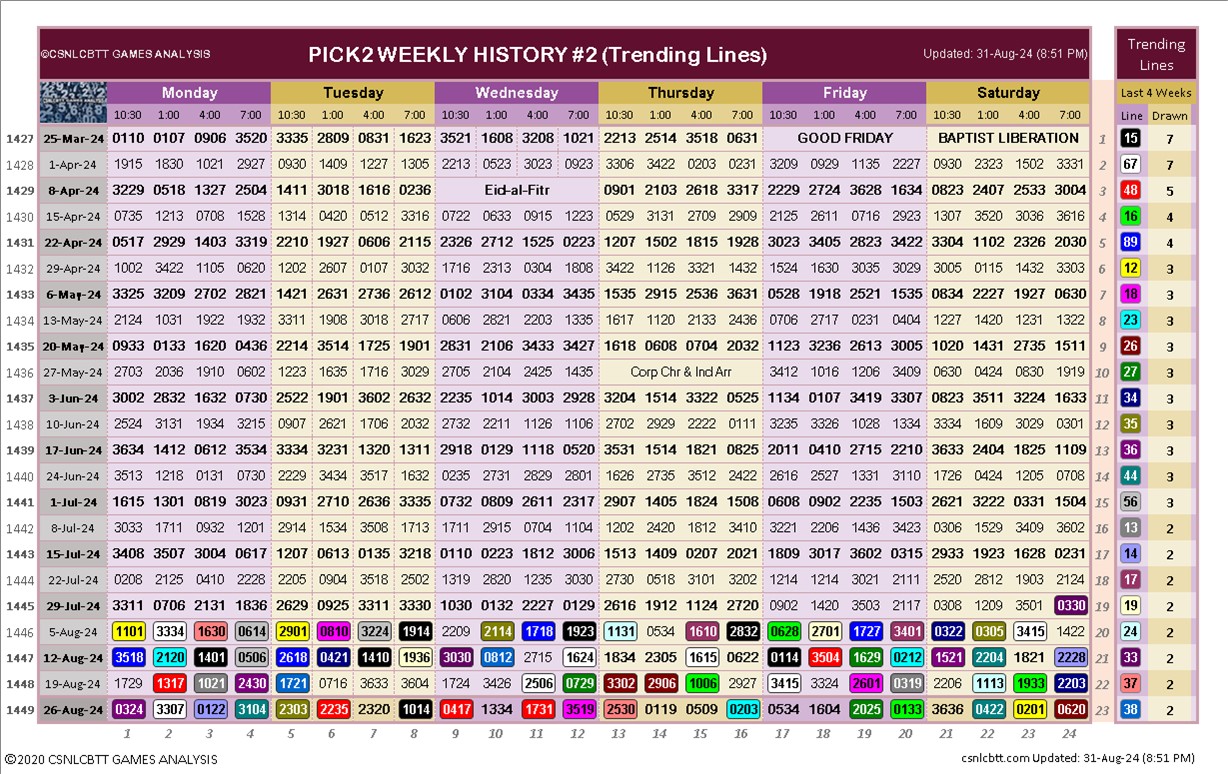 ©CSNLCBTT GAMES ANALYSIS PICK2 WEEKLY HISTORY #2 (Trending Lines) Updated: 31-Aug-24 (8:51 PM) Trending Lines
Monday Tuesday Wednesday Thursday Friday Saturday Last 4 Weeks
10:30 1:00 4:00 7:00 10:30 1:00 4:00 7:00 10:30 1:00 4:00 7:00 10:30 1:00 4:00 7:00 10:30 1:00 4:00 7:00 10:30 1:00 4:00 7:00 Line Drawn
1427 25-Mar-24 0110 0107 0906 3520 3335 2809 0831 1623 3521 1608 3208 1021 2213 2514 3518 0631 GOOD FRIDAY BAPTIST LIBERATION 1 15 7
1428 1-Apr-24 1915 1830 1021 2927 0930 1409 1227 1305 2213 0523 3023 0923 3306 3422 0203 0231 3209 0929 1135 2227 0930 2323 1502 3331 2 67 7
1429 8-Apr-24 3229 0518 1327 2504 1411 3018 1616 0236 Eid-al-Fitr 0901 2103 2618 3317 2229 2724 3628 1634 0823 2407 2533 3004 3 48 5
1430 15-Apr-24 0735 1213 0708 1528 1314 0420 0512 3316 0722 0633 0915 1223 0529 3131 2709 2909 2125 2611 0716 2923 1307 3520 3036 3616 4 16 4
1431 22-Apr-24 0517 2929 1403 3319 2210 1927 0606 2115 2326 2712 1525 0223 1207 1502 1815 1928 3023 3405 2823 3422 3304 1102 2326 2030 5 89 4
1432 29-Apr-24 1002 3422 1105 0620 1202 2607 0107 3032 1716 2313 0304 1808 3422 1126 3321 1432 1524 1630 3135 3029 3005 0115 1432 3303 6 12 3
1433 6-May-24 3325 3209 2702 2821 1421 2631 2736 2612 0102 3104 0334 3435 1535 2915 2536 3631 0528 1918 2521 1535 0834 2227 1927 0630 7 18 3
1434 13-May-24 2124 1031 1922 1932 3311 1908 3018 2717 0606 2821 2203 1335 1617 1120 2133 2436 0706 2717 0231 0404 1227 1420 1231 1322 8 23 3
1435 20-May-24 0933 0133 1620 0436 2214 3514 1725 1901 2831 2106 3433 3427 1618 0608 0704 2032 1123 3236 2613 3005 1020 1431 2735 1511 9 26 3
1436 27-May-24 2703 2036 1910 0602 1223 1635 1716 3029 2705 2104 2425 1435 Corp Chr & Ind Arr 3412 1016 1206 3409 0630 0424 0830 1919 10 27 3
1437 3-Jun-24 3002 2832 1632 0730 2522 1901 3602 2632 2235 1014 3003 2928 3204 1514 3322 0525 1134 0107 3419 3307 0823 3511 3224 1633 11 34 3
1438 10-Jun-24 2524 3131 1934 3215 0907 2621 1706 2032 2732 2211 1126 1106 2702 2929 2222 0111 3235 3326 1028 1334 3334 1609 3029 0301 12 35 3
1439 17-Jun-24 3634 1412 0612 3534 3334 3231 1320 1311 2918 0129 1118 0520 3531 1514 1821 0825 2011 0410 2715 2210 3633 2404 1825 1109 13 36 3
1440 24-Jun-24 3513 1218 0131 0730 2229 3434 3517 1632 0235 2731 2829 2801 1626 2735 3512 2422 2616 2527 1331 3110 1726 0424 1205 0708 14 44 3
1441 1-Jul-24 1615 1301 0819 3023 0931 2710 2636 3335 0732 0809 2611 2317 2907 1405 1824 1508 0608 0902 2235 1503 2621 3222 0331 1504 15 56 3
1442 8-Jul-24 3033 1711 0932 1201 2914 1534 3508 1713 1711 2915 0704 1104 1202 2420 1812 3410 3221 2206 1436 3423 0306 1529 3409 3602 16 13 2
1443 15-Jul-24 3408 3507 3004 0617 1207 0613 0135 3218 0110 0223 1812 3006 1513 1409 0207 2021 1809 3017 3602 0315 2933 1923 1628 0231 17 14 2
1444 22-Jul-24 0208 2125 0410 2228 2205 0904 3518 2502 1319 2820 1235 3030 2730 0518 3101 3202 1214 1214 3021 2111 2520 2812 1903 2124 18 17 2
1445 29-Jul-24 3311 0706 2131 1836 2629 0925 3311 3330 1030 0132 2227 0129 2616 1912 1124 2720 0902 1420 3503 2117 0308 1209 3501 0330 19 19 2
1446 5-Aug-24 1101 3334 1630 0614 2901 0810 3224 1914 2209 2114 1718 1923 1131 0534 1610 2832 0628 2701 1727 3401 0322 0305 3415 1422 20 24 2
1447 12-Aug-24 3518 2120 1401 0506 2618 0421 1410 1936 3030 0812 2715 1624 1834 2305 1615 0622 0114 3504 1629 0212 1521 2204 1821 2228 21 33 2
1448 19-Aug-24 1729 1317 1021 2430 1721 0716 3633 3604 1724 3426 2506 0729 3302 2906 1006 2927 3415 3324 2601 0319 2206 1113 1933 2203 22 37 2
1449 26-Aug-24 0324 3307 0122 3104 2303 2235 2320 1014 0417 1334 1731 3519 2530 0119 0509 0203 0534 1604 2025 0133 3636 0422 0201 0620 23 38 2
1 2 3 4 5 6 7 8 9 10 11 12 13 14 15 16 17 18 19 20 21 22 23 24
©2020 CSNLCBTT GAMES ANALYSIS csnlcbtt.com Updated: 31-Aug-24 (8:51 PM)